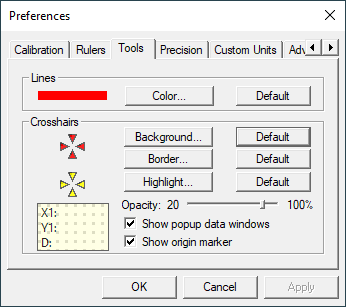 Preferences
Calibration Rulers Tools Precision Custom Units Adv
Lines
Color... Default
Crosshairs
Background... Default
Border... Default
Highlight... Default
Opacity: 20 100%
X1:
Y1:
D:
Show popup data windows
Show origin marker
OK Cancel Apply